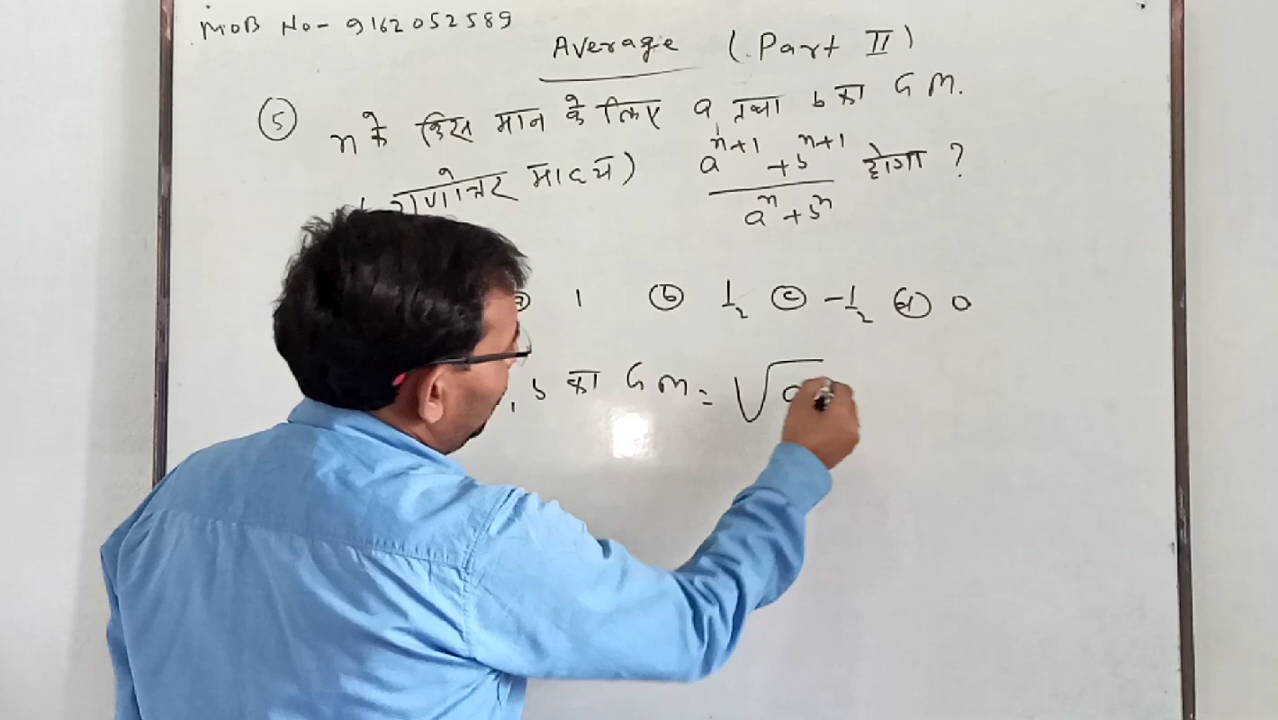 MOB No- 9162052589
Average (Part II)
⑤ n के किस मान के लिए a, तथा b का G M.
(गुणोत्तर माध्य) a^{n+1} + b^{n+1} / a^n + b^n होगा ?
ⓐ 1 ⓑ 1/2 ⓒ -1/2 ⓓ 0
, b का G M = √a